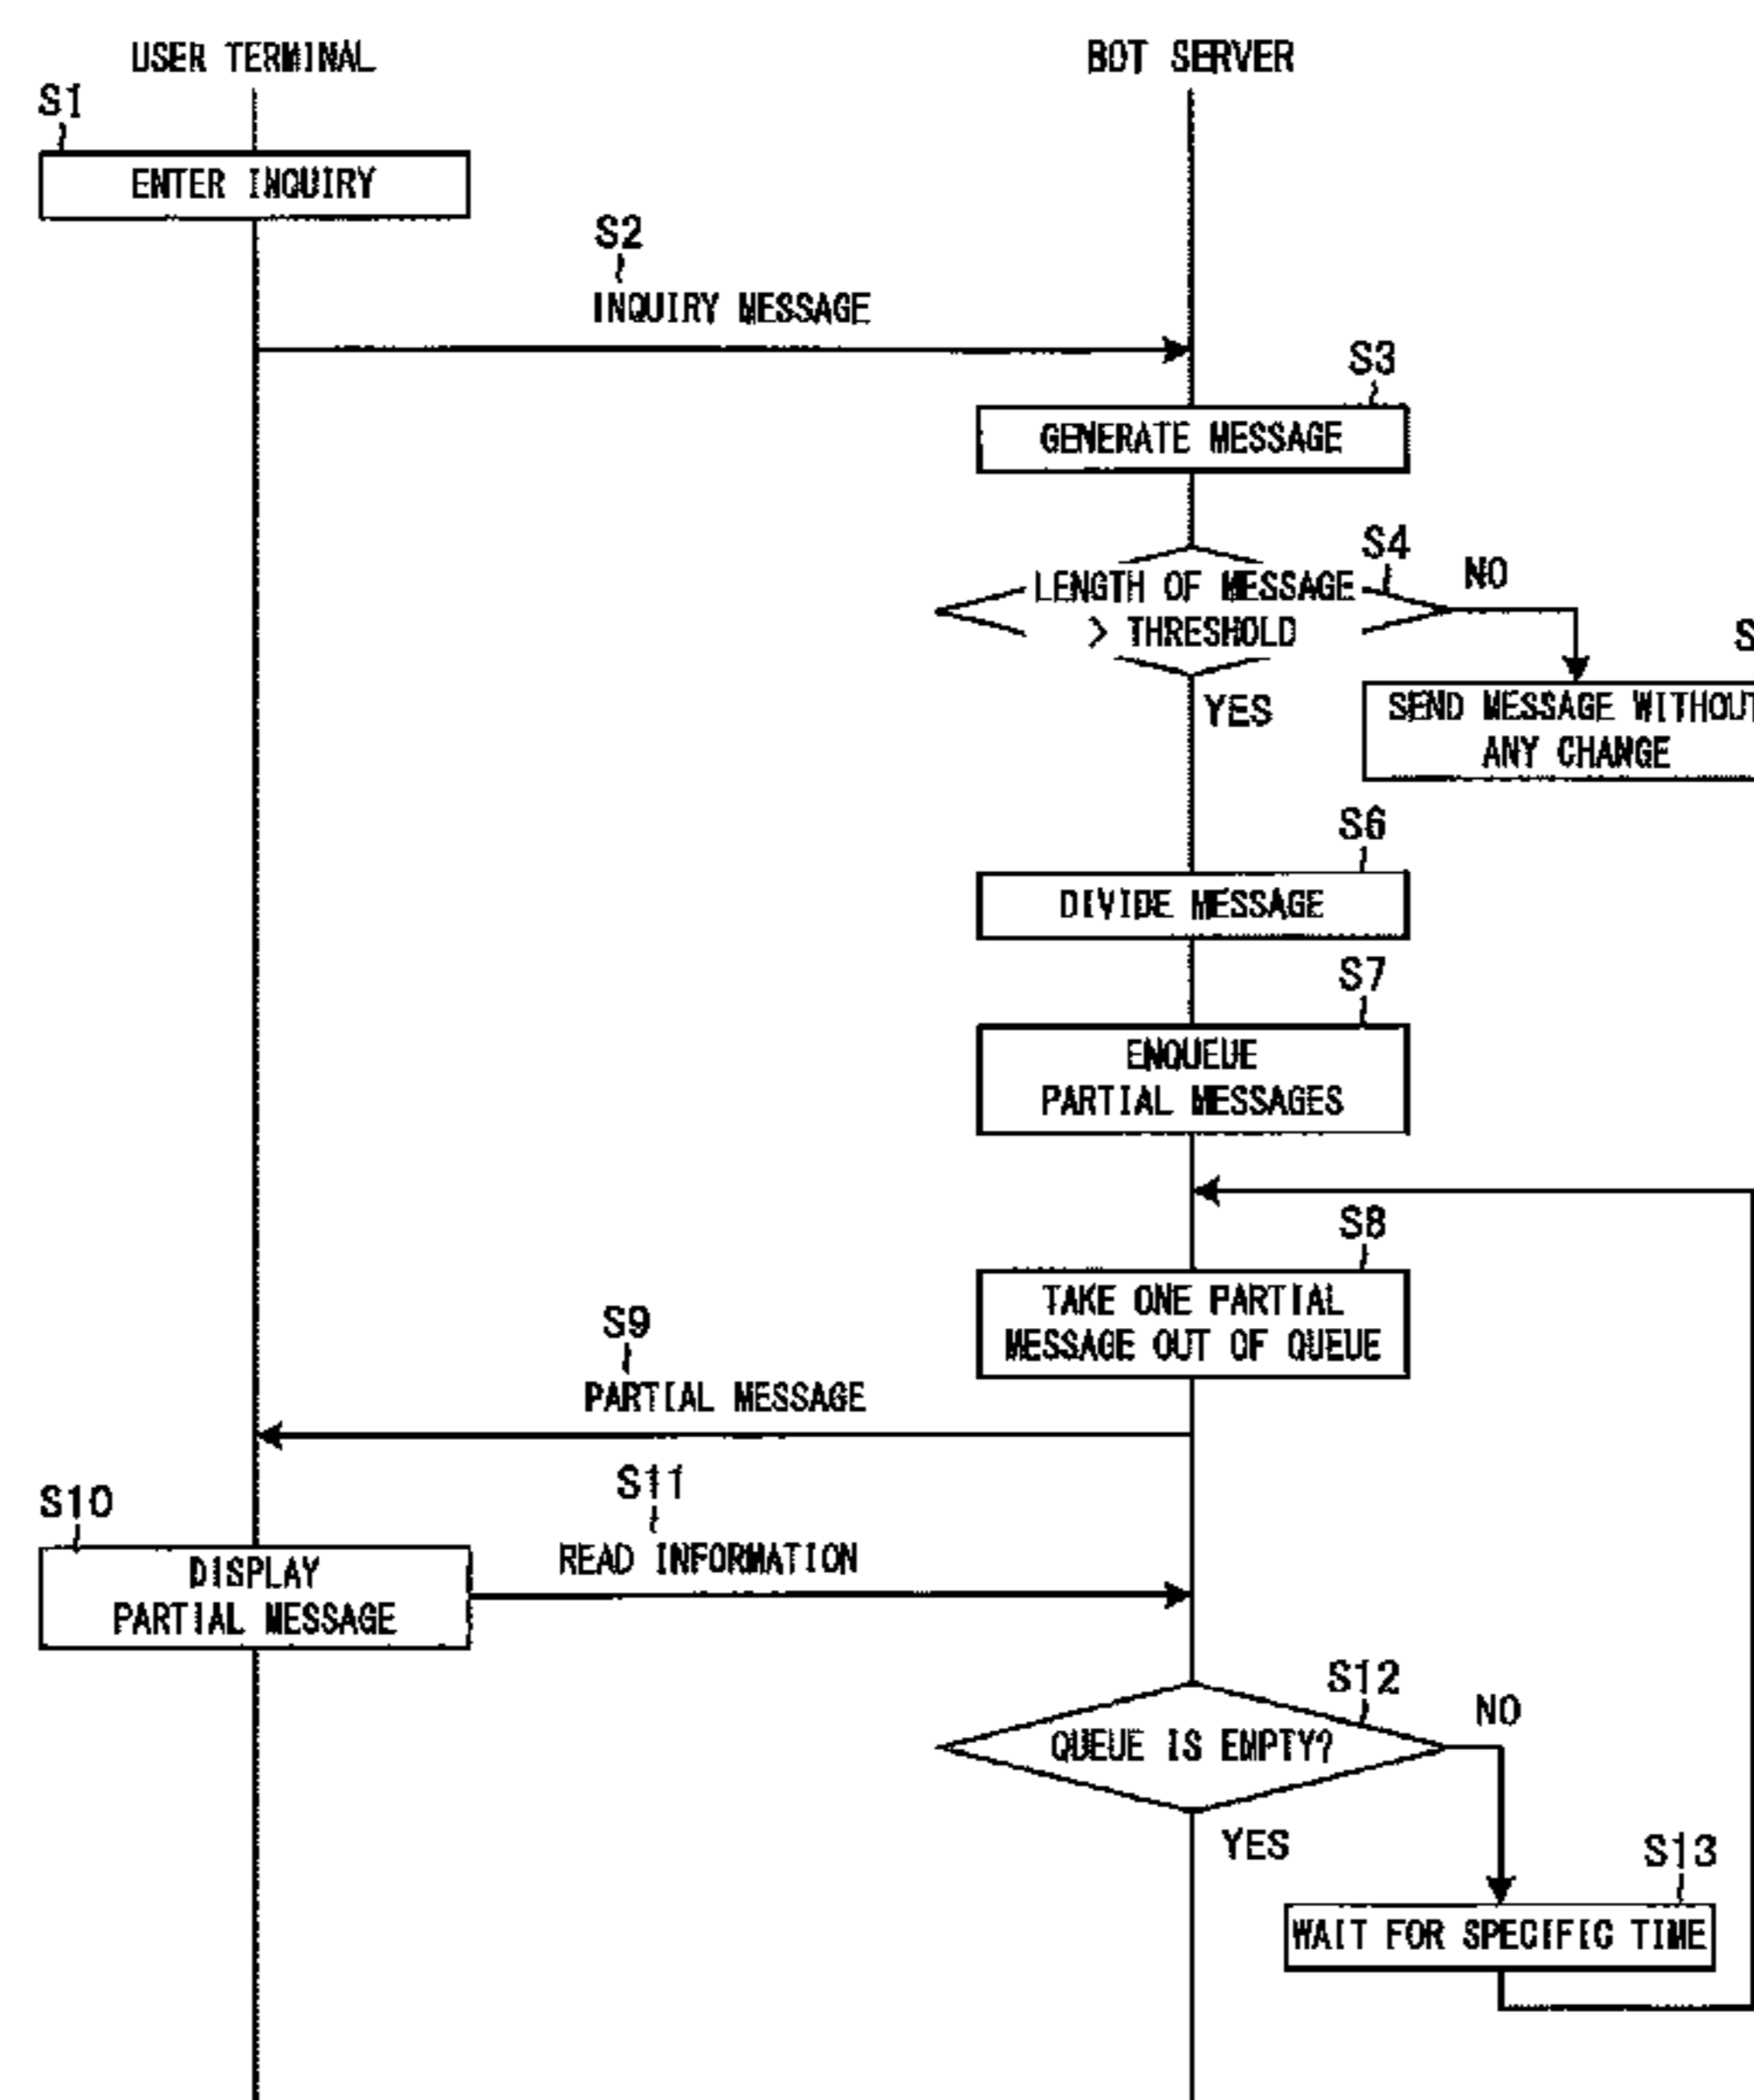 USER TERMINAL
BOT SERVER
S1
ENTER INQUIRY
S2
INQUIRY MESSAGE
S3
GENERATE MESSAGE
S4
NO
LENGTH OF MESSAGE
> THRESHOLD
S
YES
SEND MESSAGE WITHOUT
ANY CHANGE
S6
DIVIDE MESSAGE
S7
ENQUEUE
PARTIAL MESSAGES
S8
TAKE ONE PARTIAL
MESSAGE OUT OF QUEUE
S9
PARTIAL MESSAGE
S10
DISPLAY
PARTIAL MESSAGE
S11
READ INFORMATION
S12
NO
QUEUE IS EMPTY?
YES
S13
WAIT FOR SPECIFIC TIME